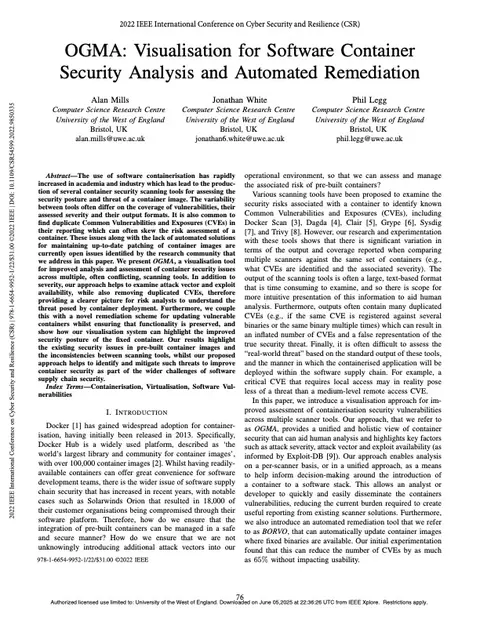 2022 IEEE International Conference on Cyber Security and Resilience (CSR)
OGMA: Visualisation for Software Container
Security Analysis and Automated Remediation
Alan Mills
Computer Science Research Centre
University of the West of England
Bristol, UK
alan.mills@uwe.ac.uk
Jonathan White
Computer Science Research Centre
University of the West of England
Bristol, UK
jonathan6.white@uwe.ac.uk
Phil Legg
Computer Science Research Centre
University of the West of England
Bristol, UK
phil.legg@uwe.ac.uk
Abstract—The use of software containerisation has rapidly
increased in academia and industry which has lead to the produc-
tion of several container security scanning tools for assessing the
security posture and threat of a container image. The variability
between tools often differ on the coverage of vulnerabilities, their
assessed severity and their output formats. It is also common to
find duplicate Common Vulnerabilities and Exposures (CVEs) in
their reporting which can often skew the risk assessment of a
container. These issues along with the lack of automated solutions
for maintaining up-to-date patching of container images are
currently open issues identified by the research community that
we address in this paper. We present OGMA, a visualisation tool
for improved analysis and assessment of container security issues
across multiple, often conflicting, scanning tools. In addition to
severity, our approach helps to examine attack vector and exploit
availability, while also removing duplicated CVEs, therefore
providing a clearer picture for risk analysts to understand the
threat posed by container deployment. Furthermore, we couple
this with a novel remediation scheme for updating vulnerable
containers whilst ensuring that functionality is preserved, and
show how our visualisation system can highlight the improved
security posture of the fixed container. Our results highlight
the existing security issues in pre-built container images and
the inconsistencies between scanning tools, whilst our proposed
approach helps to identify and mitigate such threats to improve
container security as part of the wider challenges of software
supply chain security.
Index Terms—Containerisation, Virtualisation, Software Vul-
nerabilities
I. INTRODUCTION
Docker [1] has gained widespread adoption for container-
isation, having initially been released in 2013. Specifically,
Docker Hub is a widely used platform, described as 'the
world's largest library and community for container images',
with over 100,000 container images [2]. Whilst having readily-
available containers can offer great convenience for software
development teams, there is the wider issue of software supply
chain security that has increased in recent years, with notable
cases such as Solarwinds Orion that resulted in 18,000 of
their customer organisations being compromised through their
software platform. Therefore, how do we ensure that the
integration of pre-built containers can be managed in a safe
and secure manner? How do we ensure that we are not
unknowingly introducing additional attack vectors into our
978-1-6654-9952-1/22/$31.00 ©2022 IEEE
operational environment, so that we can assess and manage
the associated risk of pre-built containers?
Various scanning tools have been proposed to examine the
security risks associated with a container to identify known
Common Vulnerabilities and Exposures (CVEs), including
Docker Scan [3], Dagda [4], Clair [5], Grype [6], Sysdig
[7], and Trivy [8]. However, our research and experimentation
with these tools shows that there is significant variation in
terms of the output and coverage reported when comparing
multiple scanners against the same set of containers (e.g.,
what CVEs are identified and the associated severity). The
output of the scanning tools is often a large, text-based format
that is time consuming to examine, and so there is scope for
more intuitive presentation of this information to aid human
analysis. Furthermore, outputs often contain many duplicated
CVEs (e.g., if the same CVE is registered against several
binaries or the same binary multiple times) which can result in
an inflated number of CVEs and a false representation of the
true security threat. Finally, it is often difficult to assess the
"real-world threat" based on the standard output of these tools,
and the manner in which the containerised application will be
deployed within the software supply chain. For example, a
critical CVE that requires local access may in reality pose
less of a threat than a medium-level remote access CVE.
In this paper, we introduce a visualisation approach for im-
proved assessment of containerisation security vulnerabilities
across multiple scanner tools. Our approach, that we refer to
as OGMA, provides a unified and holistic view of container
security that can aid human analysis and highlights key factors
such as attack severity, attack vector and exploit availability (as
informed by Exploit-DB [9]). Our approach enables analysis
on a per-scanner basis, or in a unified approach, as a means
to help inform decision-making around the introduction of
a container to a software stack. This allows an analyst or
developer to quickly and easily disseminate the containers
vulnerabilities, reducing the current burden required to create
useful reporting from existing scanner solutions. Furthermore,
we also introduce an automated remediation tool that we refer
to as BORVO, that can automatically update container images
where fixed binaries are available. Our initial experimentation
found that this can reduce the number of CVEs by as much
as 65% without impacting usability.
76
Authorized licensed use limited to: University of the West of England. Downloaded on June 05,2025 at 22:36:26 UTC from IEEE Xplore. Restrictions apply.
2022 IEEE International Conference on Cyber Security and Resilience (CSR) | 978-1-6654-9952-1/22/$31.00 ©2022 IEEE | DOI: 10.1109/CSR54599.2022.9850335